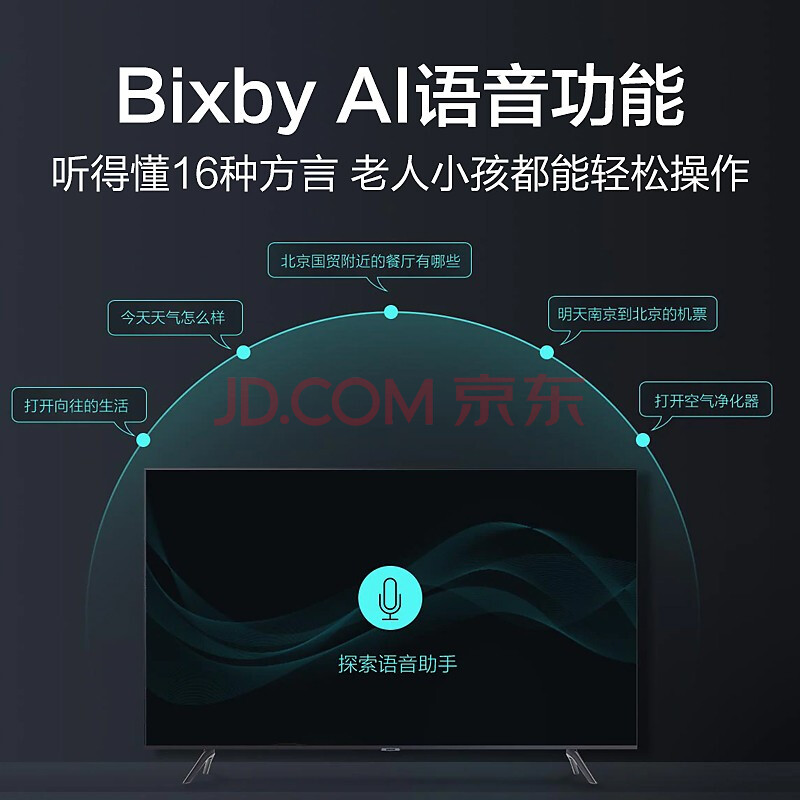 Bixby AI语音功能
听得懂16种方言 老人小孩都能轻松操作
北京国贸附近的餐厅有哪些
今天天气怎么样
明天南京到北京的机票
打开向往的生活
打开空气净化器
JD.COM 京东
探索语音助手